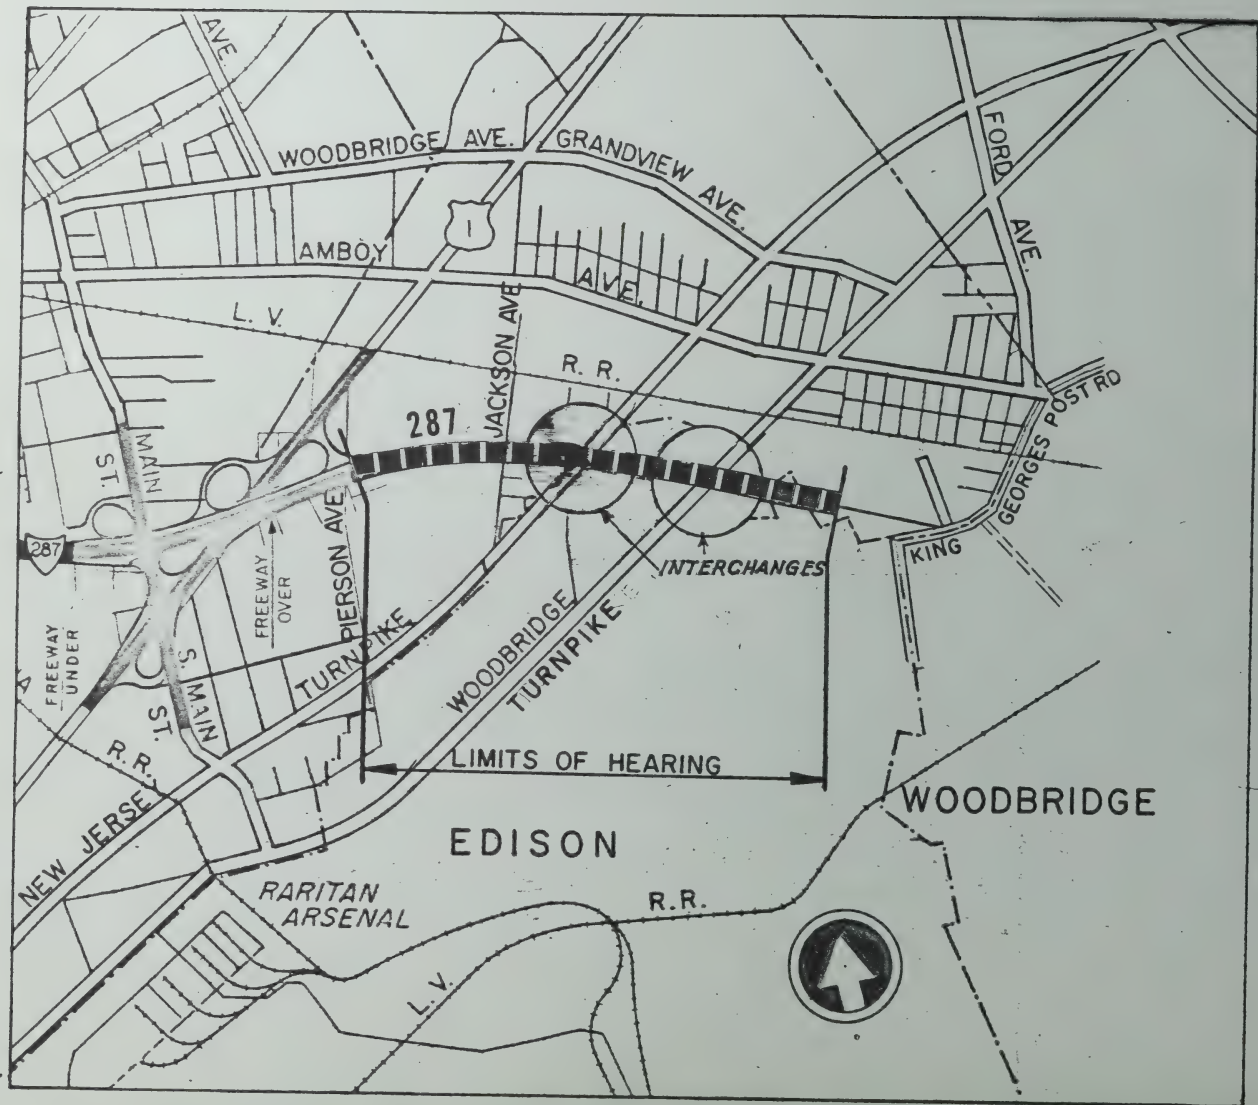 AVE
WOODBRIDGE AVE.
GRANDVIEW AVE.
FORD AVE.
1
AMBOY AVE.
L. V. R. R.
JACKSON AVE
287
MAIN ST.
GEORGES POST RD
KING
287
FREEWAY OVER
PIERSON AVE.
INTERCHANGES
FREEWAY UNDER
S. MAIN ST.
TURNPIKE
WOODBRIDGE
TURNPIKE
R. R.
LIMITS OF HEARING
WOODBRIDGE
NEW JERSEY
EDISON
RARITAN
ARSENAL
R.R.
L.V.